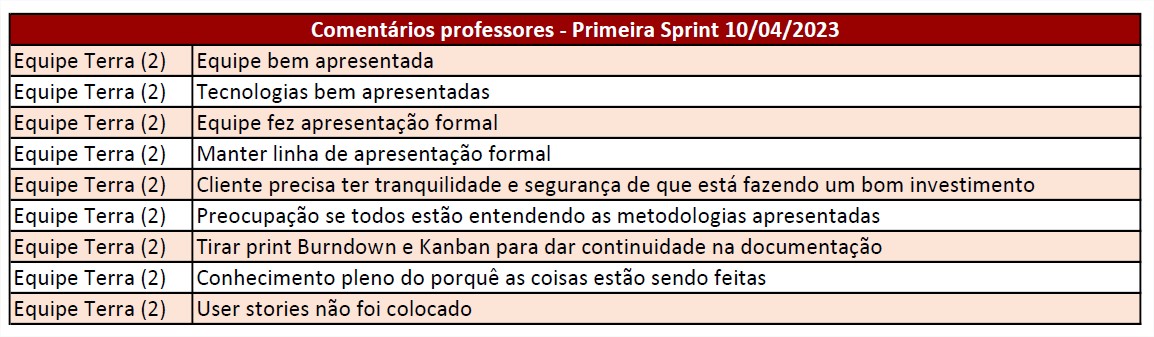 Comentários professores - Primeira Sprint 10/04/2023
Equipe Terra (2) Equipe bem apresentada
Equipe Terra (2) Tecnologias bem apresentadas
Equipe Terra (2) Equipe fez apresentação formal
Equipe Terra (2) Manter linha de apresentação formal
Equipe Terra (2) Cliente precisa ter tranquilidade e segurança de que está fazendo um bom investimento
Equipe Terra (2) Preocupação se todos estão entendendo as metodologias apresentadas
Equipe Terra (2) Tirar print Burndown e Kanban para dar continuidade na documentação
Equipe Terra (2) Conhecimento pleno do porquê as coisas estão sendo feitas
Equipe Terra (2) User stories não foi colocado